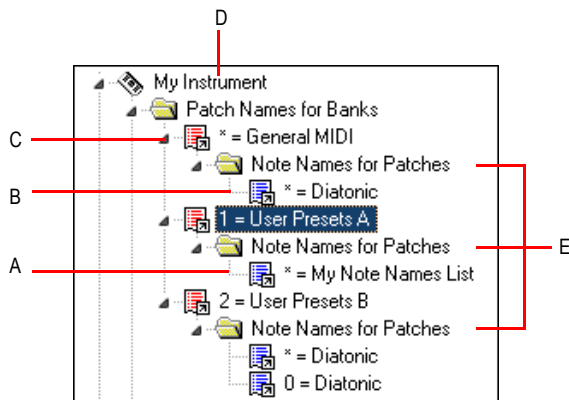 D
My Instrument
Patch Names for Banks
C
* = General MIDI
Note Names for Patches
B
* = Diatonic
1 = User Presets A
Note Names for Patches
E
A
* = My Note Names List
2 = User Presets B
Note Names for Patches
* = Diatonic
0 = Diatonic